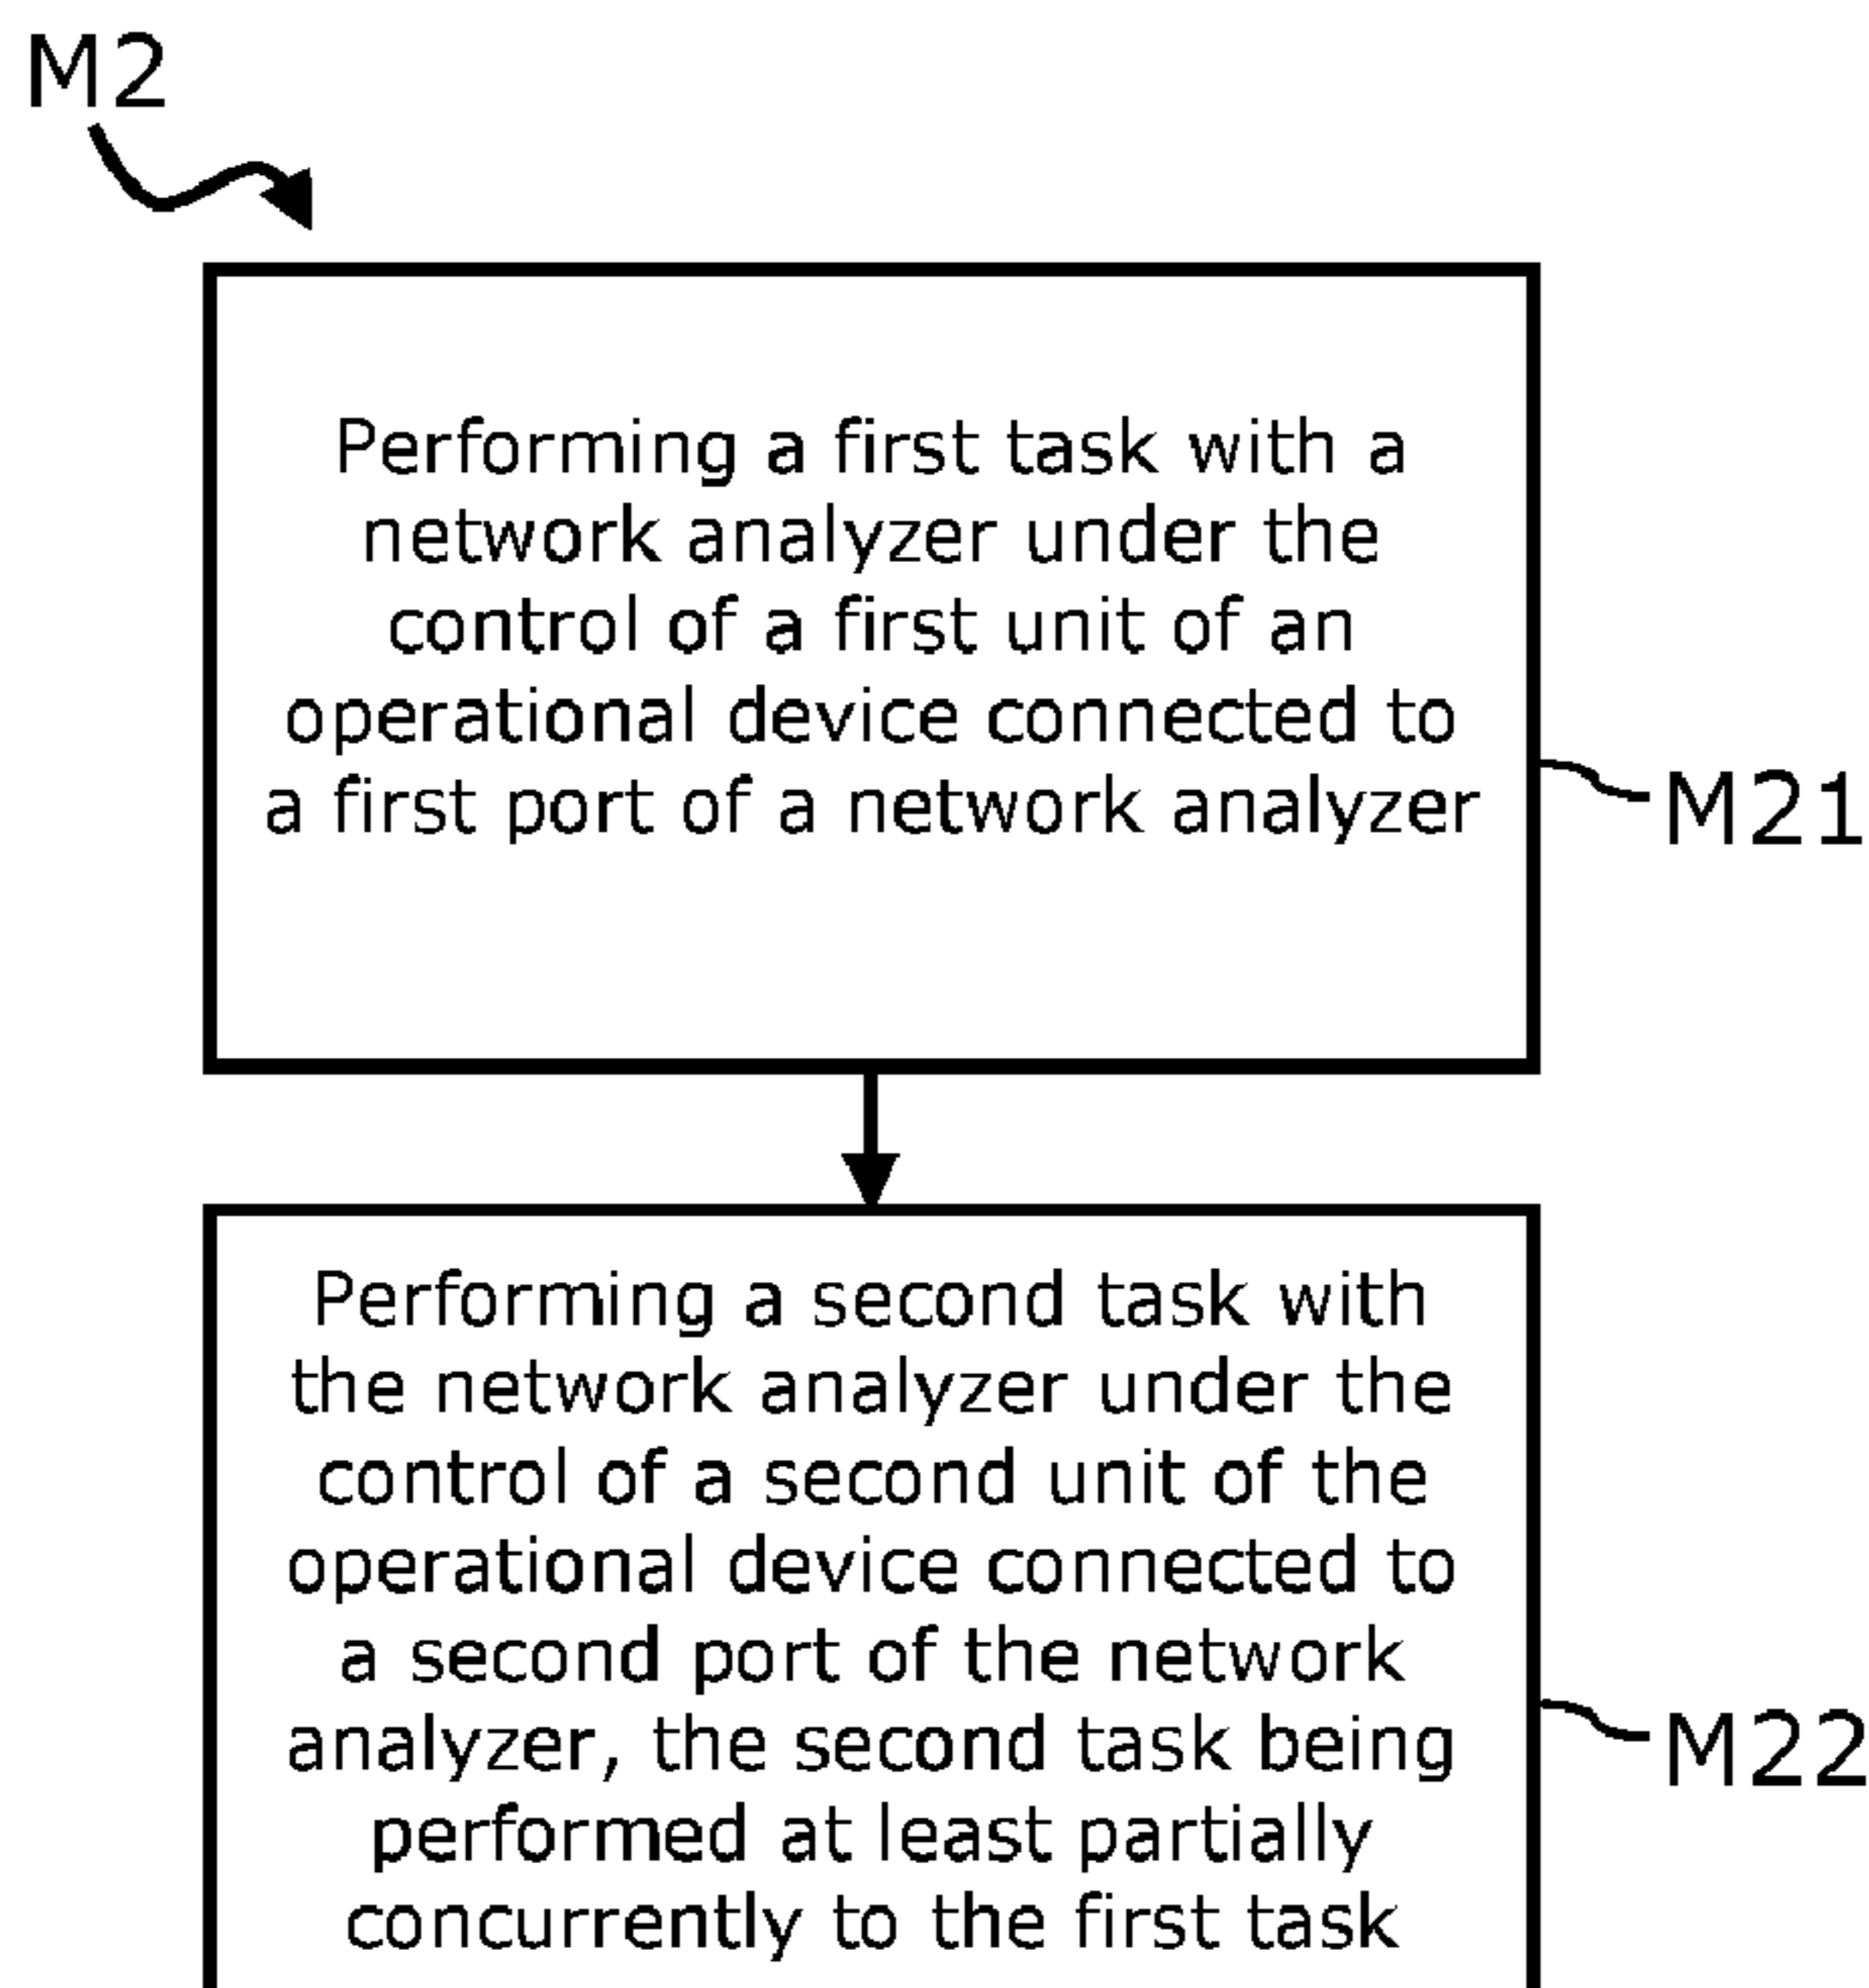 M2
Performing a first task with a
network analyzer under the
control of a first unit of an
operational device connected to
a first port of a network analyzer
M21
Performing a second task with
the network analyzer under the
control of a second unit of the
operational device connected to
a second port of the network
analyzer, the second task being
performed at least partially
concurrently to the first task
M22